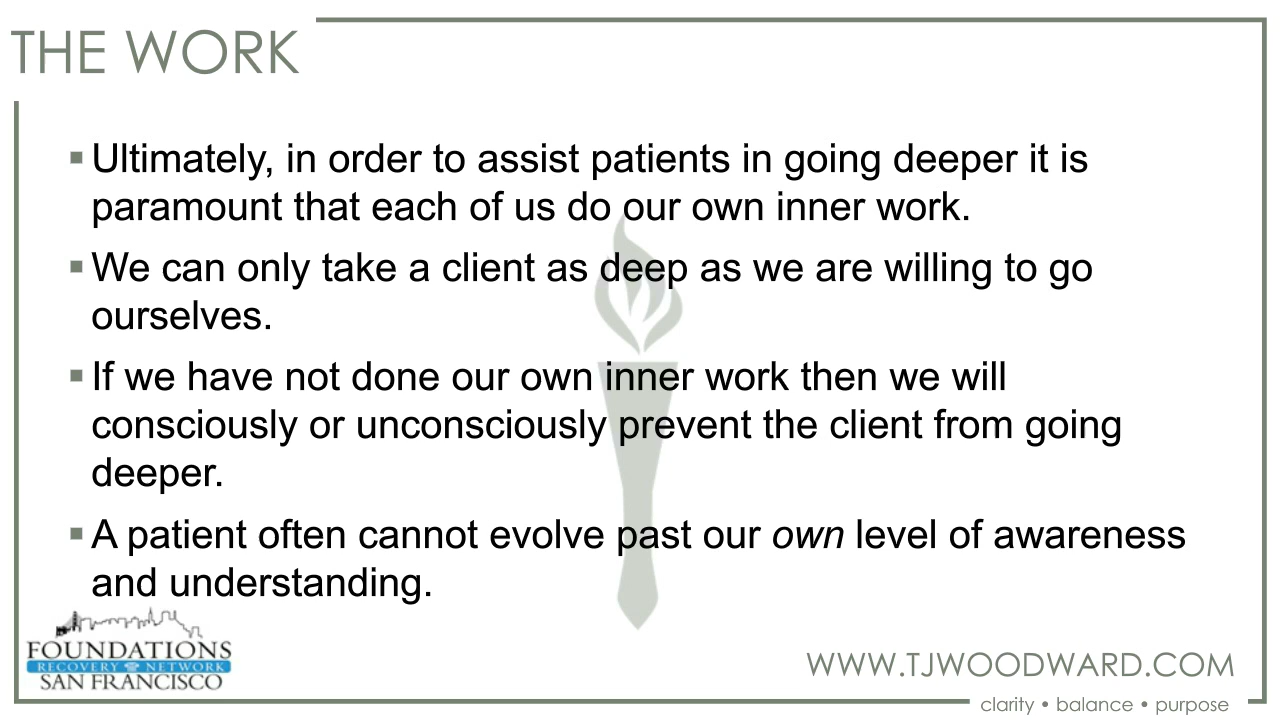 THE WORK
▪ Ultimately, in order to assist patients in going deeper it is
paramount that each of us do our own inner work.
▪ We can only take a client as deep as we are willing to go
ourselves.
▪ If we have not done our own inner work then we will
consciously or unconsciously prevent the client from going
deeper.
▪ A patient often cannot evolve past our own level of awareness
and understanding.
FOUNDATIONS
RECOVERY NETWORK
SAN FRANCISCO
WWW.TJWOODWARD.COM
clarity • balance • purpose